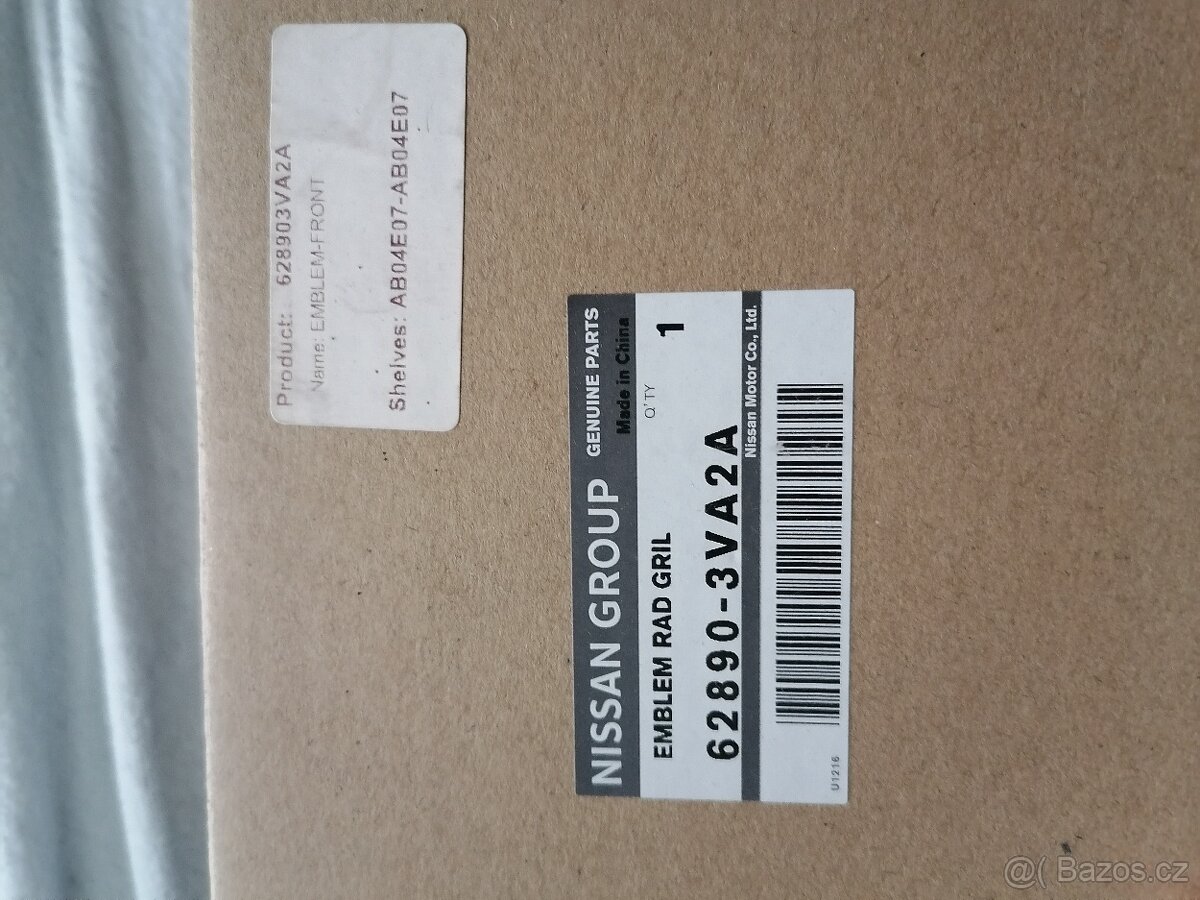 Product: 628903VA2A
Name: EMBLEM-FRONT
Shelves: AB04E07-AB04E07
NISSAN GROUP GENUINE PARTS
Made in China
EMBLEM RAD GRIL Q'TY
1
62890-3VA2A
Nissan Motor Co., Ltd.
U1216
@( Bazos.cz